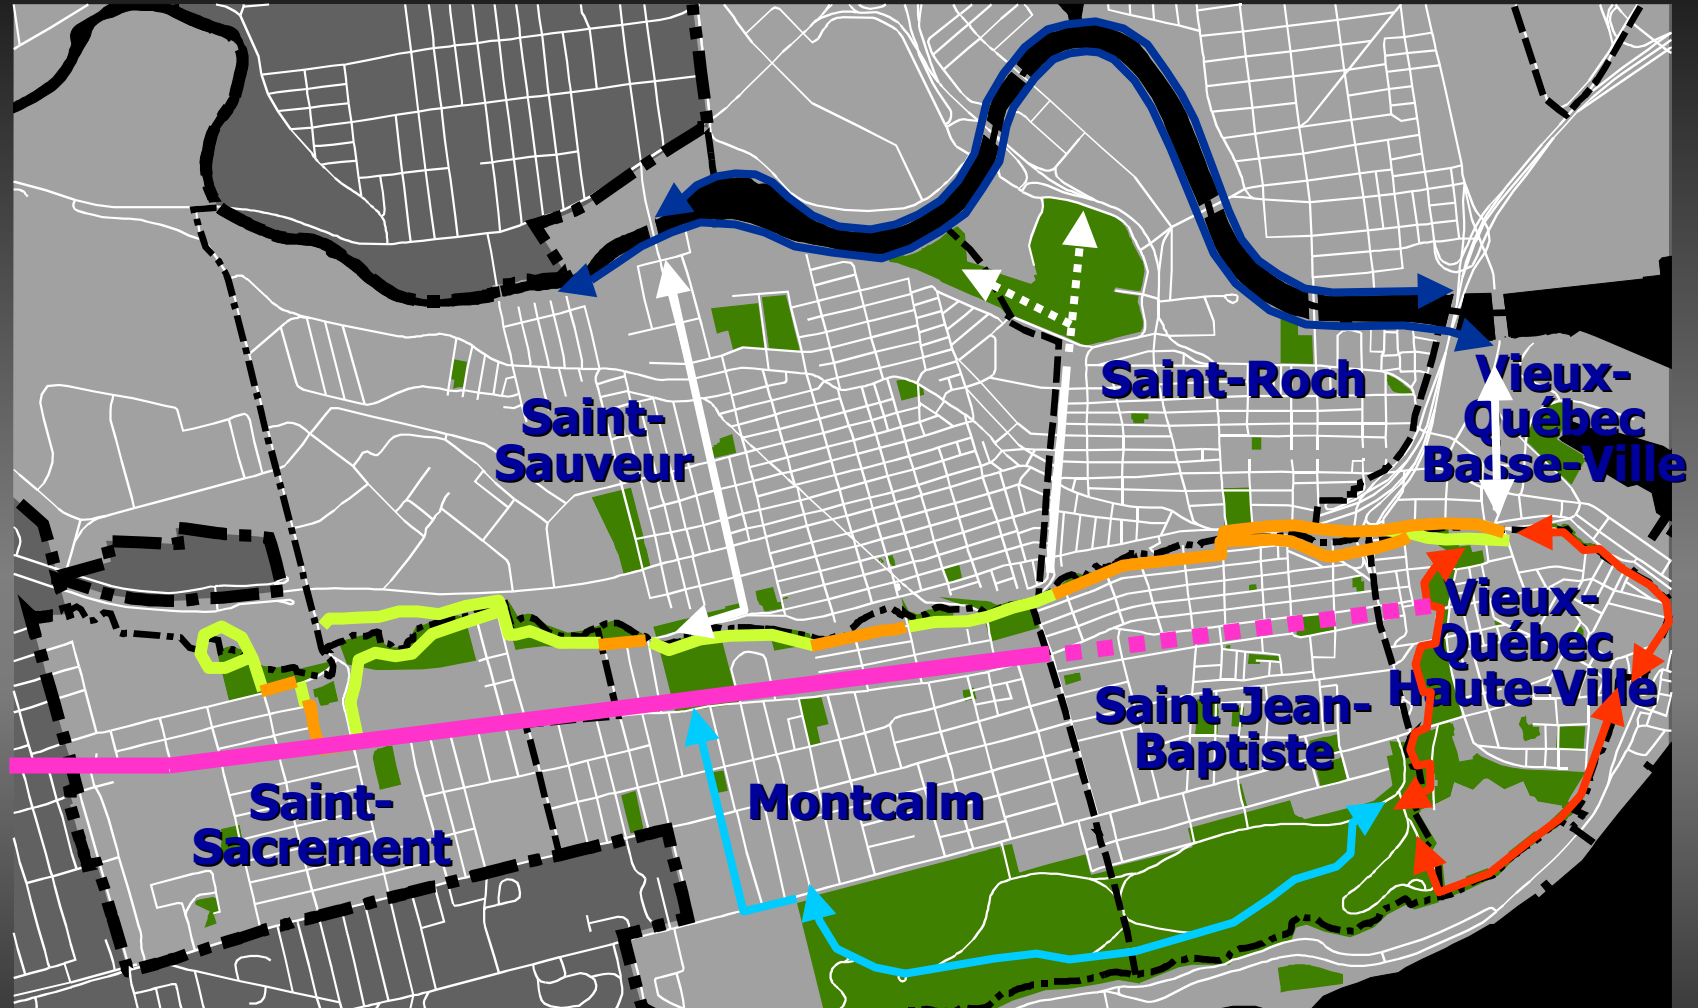 Saint-Roch
Vieux-
Québec
Basse-Ville
Saint-
Sauveur
Vieux-
Québec
Haute-Ville
Saint-Jean-
Baptiste
Montcalm
Saint-
Sacrement